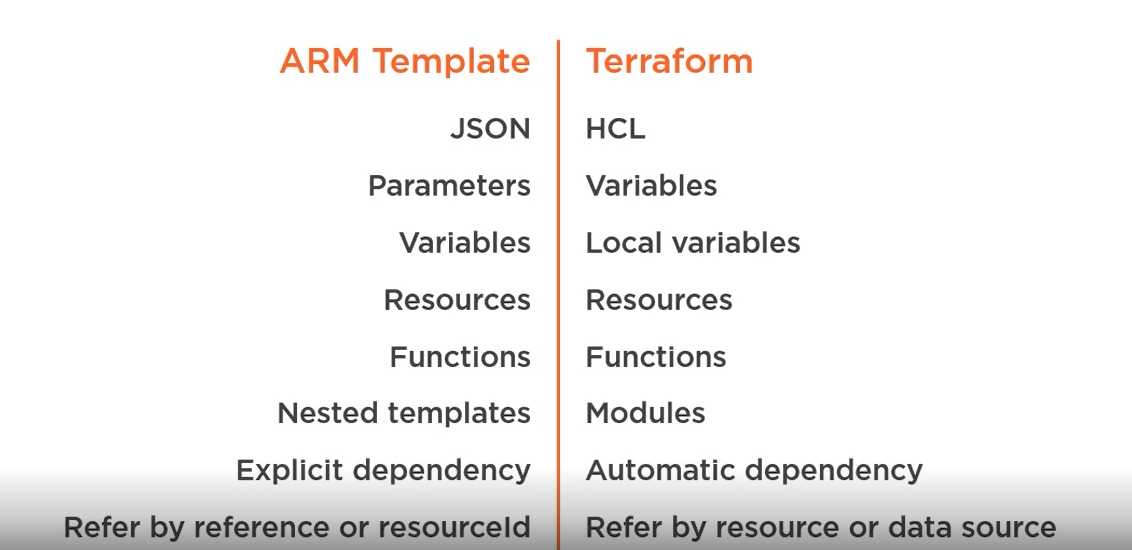 ARM Template Terraform
JSON HCL
Parameters Variables
Variables Local variables
Resources Resources
Functions Functions
Nested templates Modules
Explicit dependency Automatic dependency
Refer by reference or resourceId Refer by resource or data source